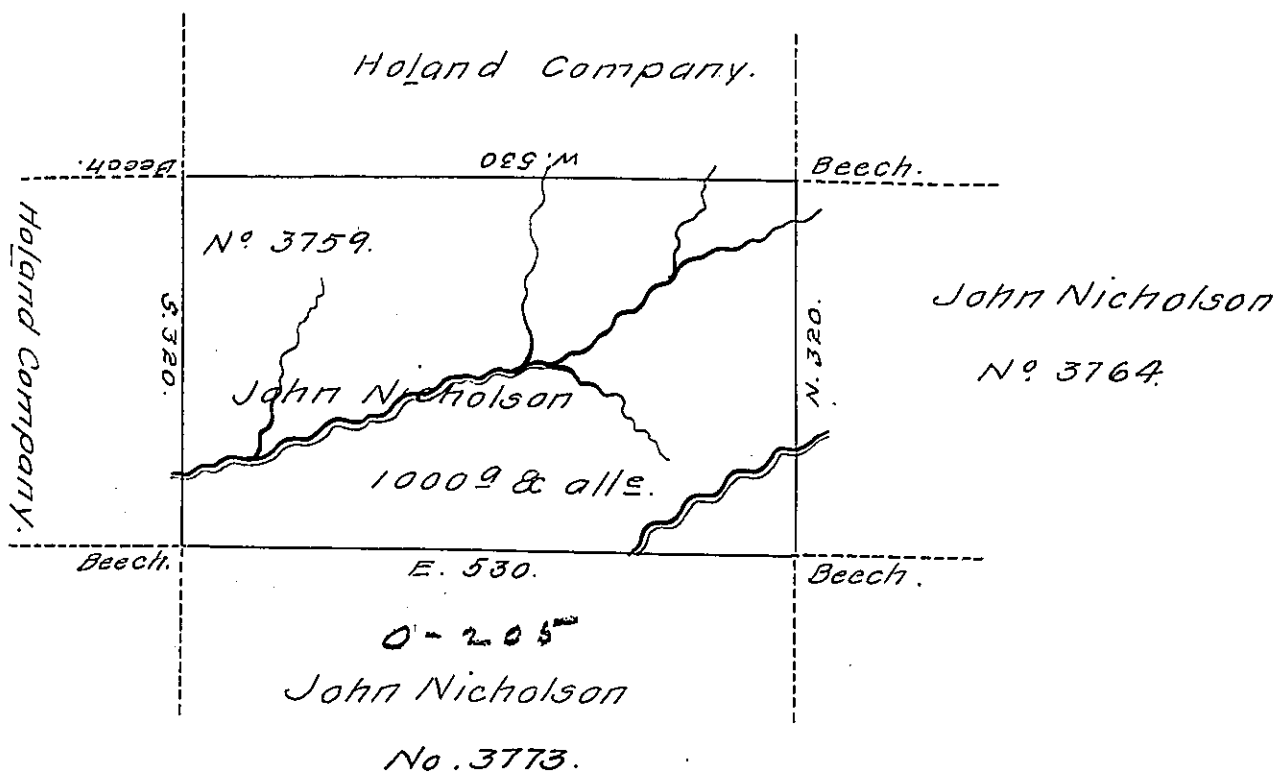 Holand Company.
Beech.
W. 530
Beech.
Holand Company.
Nº 3759.
S. 320.
N. 320.
John Nicholson
Nº 3764.
John Nicholson
1000 a & alle.
Beech.
E. 530.
Beech.
O-205
John Nicholson
No. 3773.